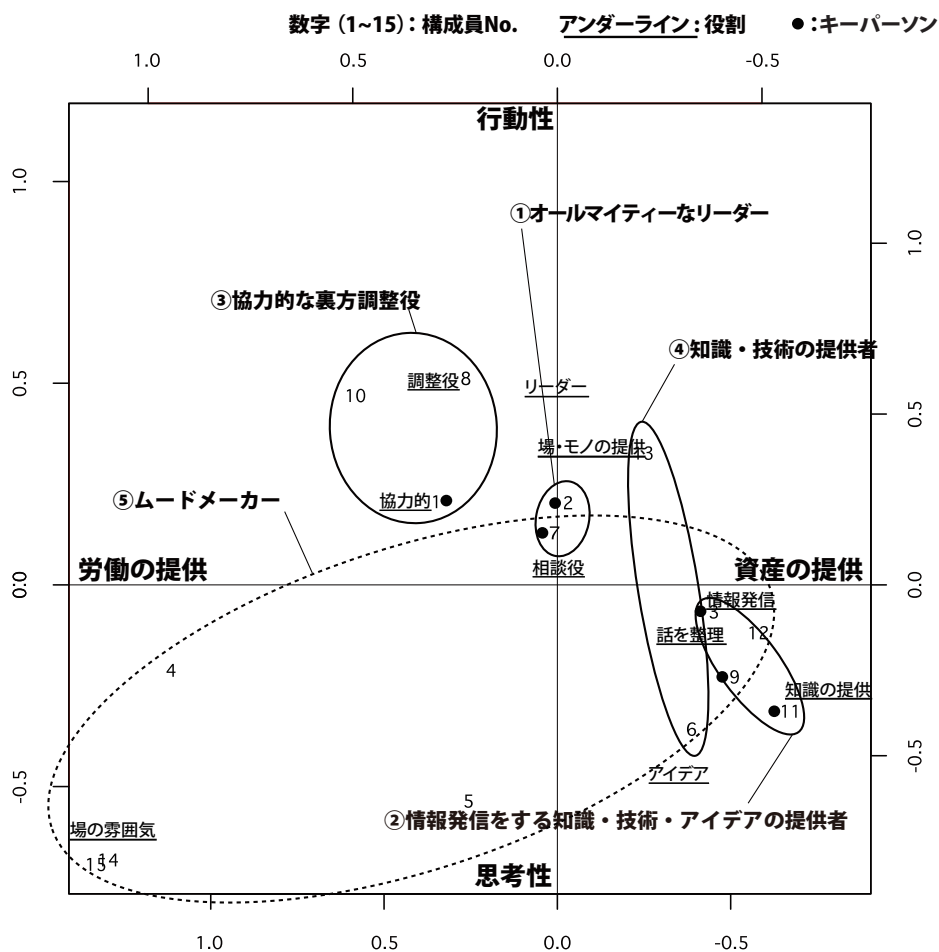 数字（1~15）：構成員No. アンダーライン：役割 ●：キーパーソン
1.0 0.5 0.0 -0.5
行動性
1.0
①オールマイティーなリーダー
1.0
③協力的な裏方調整役
④知識・技術の提供者
0.5
調整役 8
リーダー
10
0.5
場・モノの提供
13
⑤ムードメーカー
協力的 1
2
7
相談役
労働の提供
資産の提供
0.0
0.0
情報発信
3
話を整理
12
4
9
知識の提供
11
6
アイデア
-0.5
-0.5
5
②情報発信をする知識・技術・アイデアの提供者
場の雰囲気
15 14
思考性
1.0 0.5 0.0 -0.5